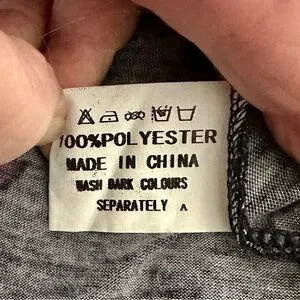 100%POLYESTER
MADE IN CHINA
WASH DARK COLOURS
SEPARATELY A